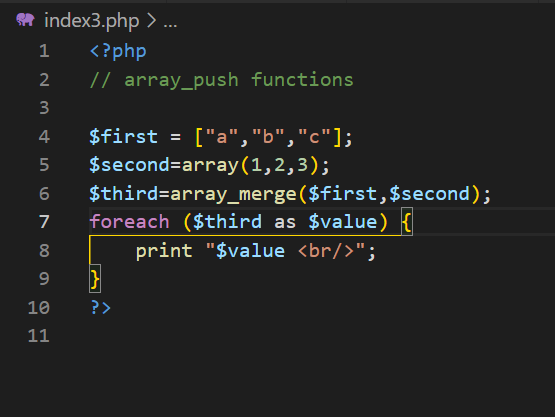 index3.php > ...
1 <?php
2 // array_push functions
3
4 $first = ["a","b","c"];
5 $second=array(1,2,3);
6 $third=array_merge($first,$second);
7 foreach ($third as $value) {
8     print "$value <br/>";
9 }
10 ?>
11